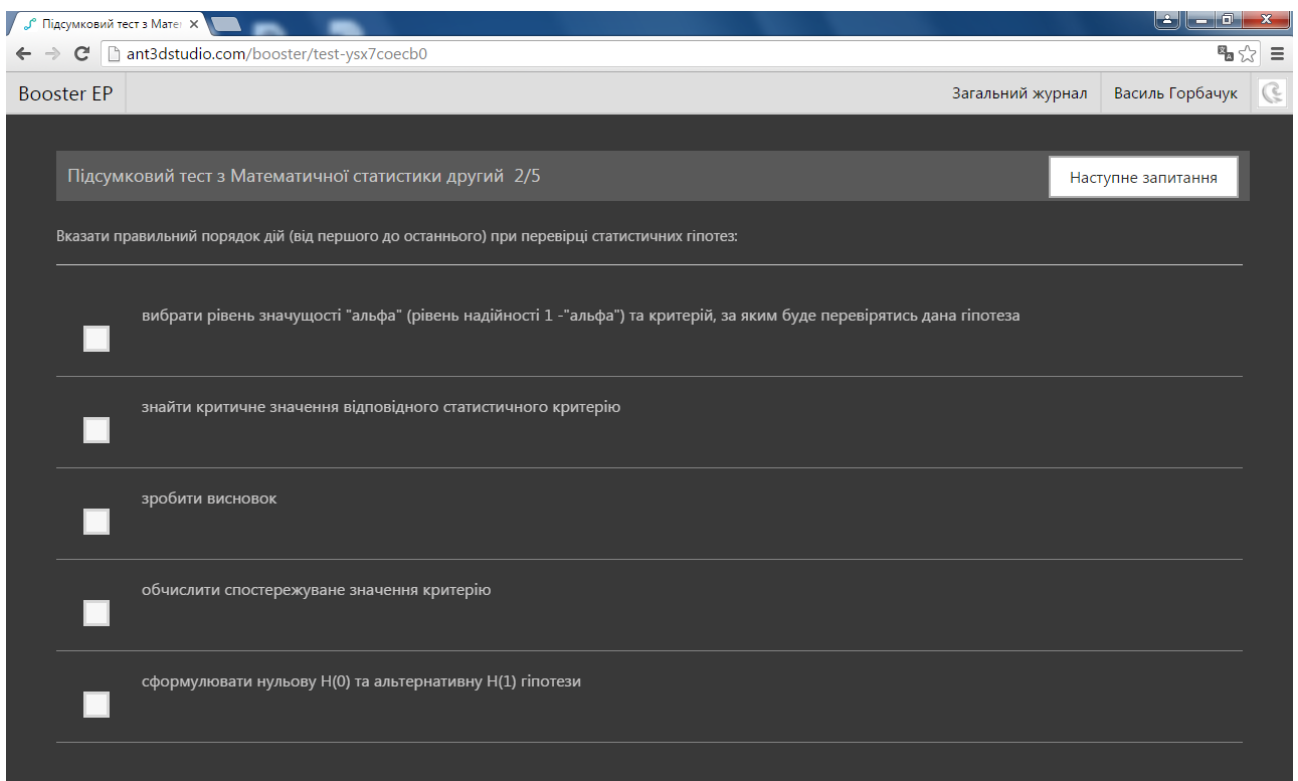 Підсумковий тест з Мате
ant3dstudio.com/booster/test-ysx7coecb0
Booster EP
Загальний журнал
Василь Горбачук
Підсумковий тест з Математичної статистики другий 2/5
Наступне запитання
Вказати правильний порядок дій (від першого до останнього) при перевірці статистичних гіпотез:
вибрати рівень значущості "альфа" (рівень надійності 1 -"альфа") та критерій, за яким буде перевірятись дана гіпотеза
знайти критичне значення відповідного статистичного критерію
зробити висновок
обчислити спостережуване значення критерію
сформулювати нульову H(0) та альтернативну H(1) гіпотези